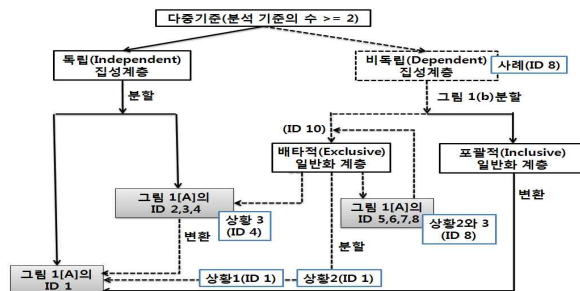 다중기준(분석 기준의 수 >= 2)
독립(Independent)
집성계층
비독립(Dependent)
집성계층
사례(ID 8)
분할
그림 1(b)분할
(ID 10)
배타적(Exclusive)
일반화 계층
포괄적(Inclusive)
일반화 계층
그림 1[A]의
ID 2,3,4
상황 3
(ID 4)
그림 1[A]의
ID 5,6,7,8
상황2와 3
(ID 8)
변환
변환
분할
그림 1[A]의
ID 1
상황1(ID 1)
상황2(ID 1)